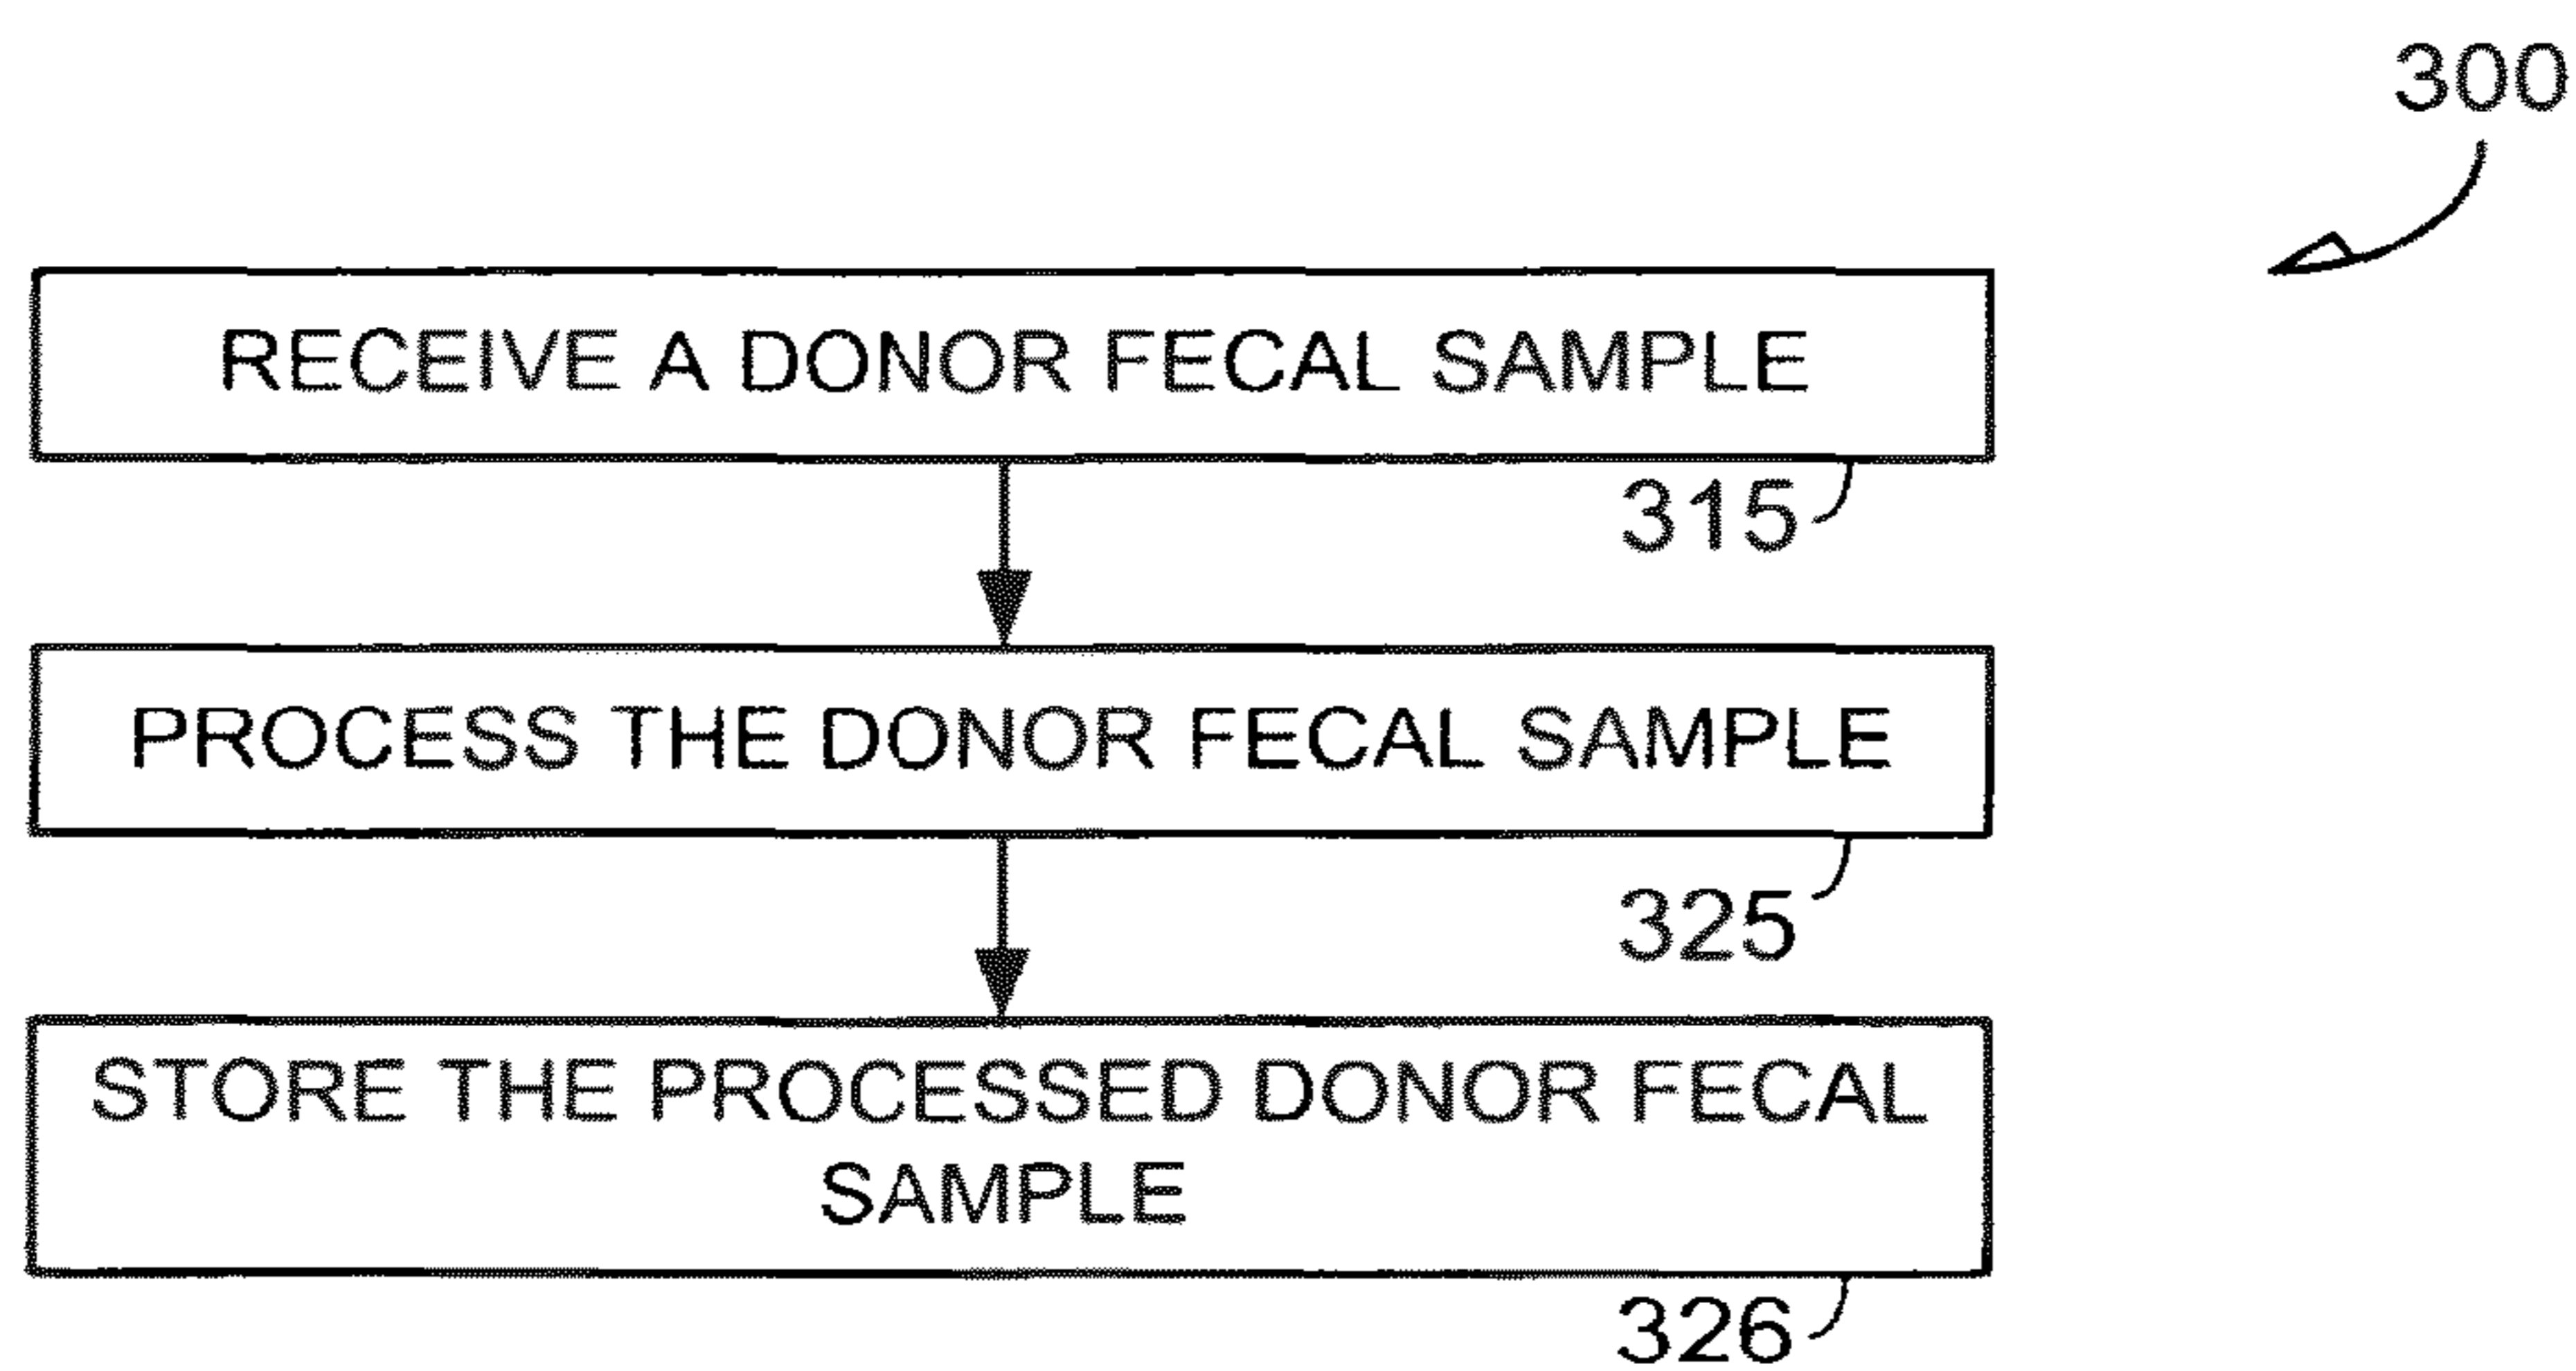 300
RECEIVE A DONOR FECAL SAMPLE
315
PROCESS THE DONOR FECAL SAMPLE
325
STORE THE PROCESSED DONOR FECAL
SAMPLE
326